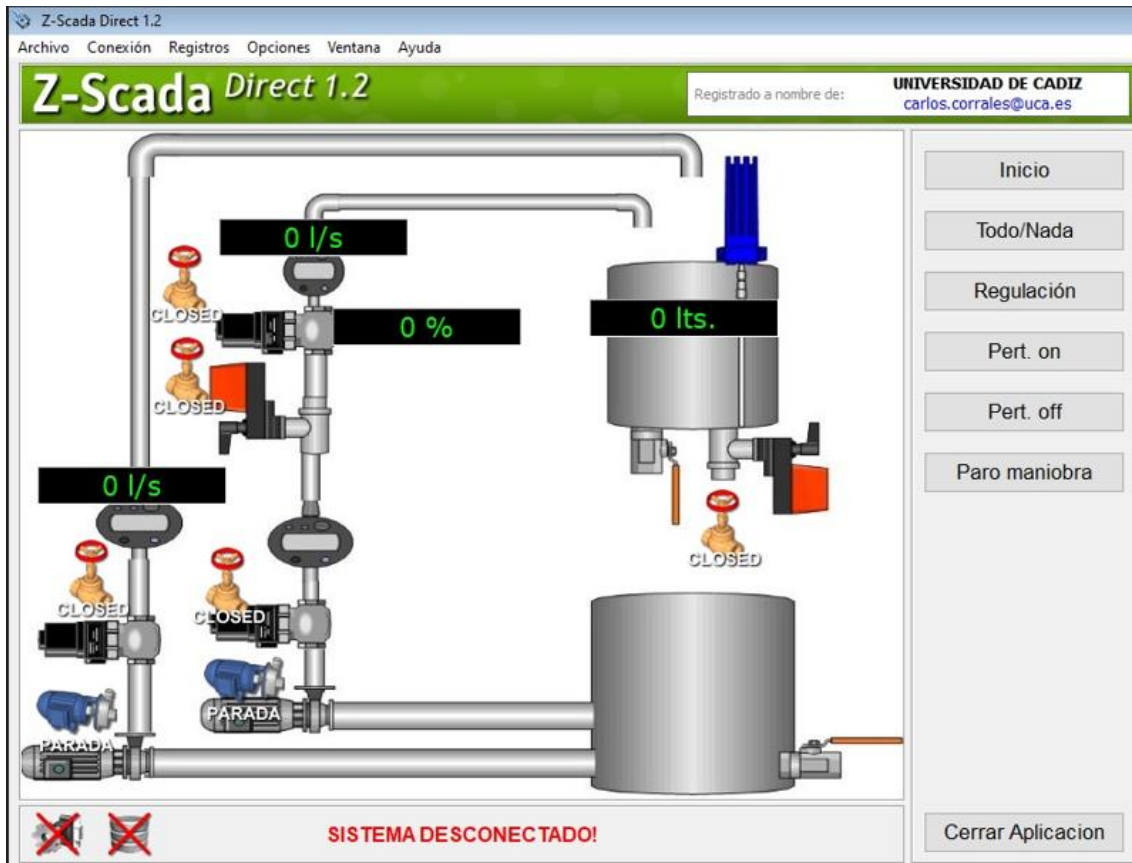 Z-Scada Direct 1.2
Archivo Conexión Registros Opciones Ventana Ayuda
Z-Scada Direct 1.2
Registrado a nombre de:
UNIVERSIDAD DE CADIZ
carlos.corrales@uca.es
Inicio
Todo/Nada
Regulación
Pert. on
Pert. off
Paro maniobra
0 l/s
CLOSED
0 %
0 lts.
CLOSED
0 l/s
CLOSED
CLOSED
CLOSED
PARADA
PARADA
SISTEMA DESCONECTADO!
Cerrar Aplicacion